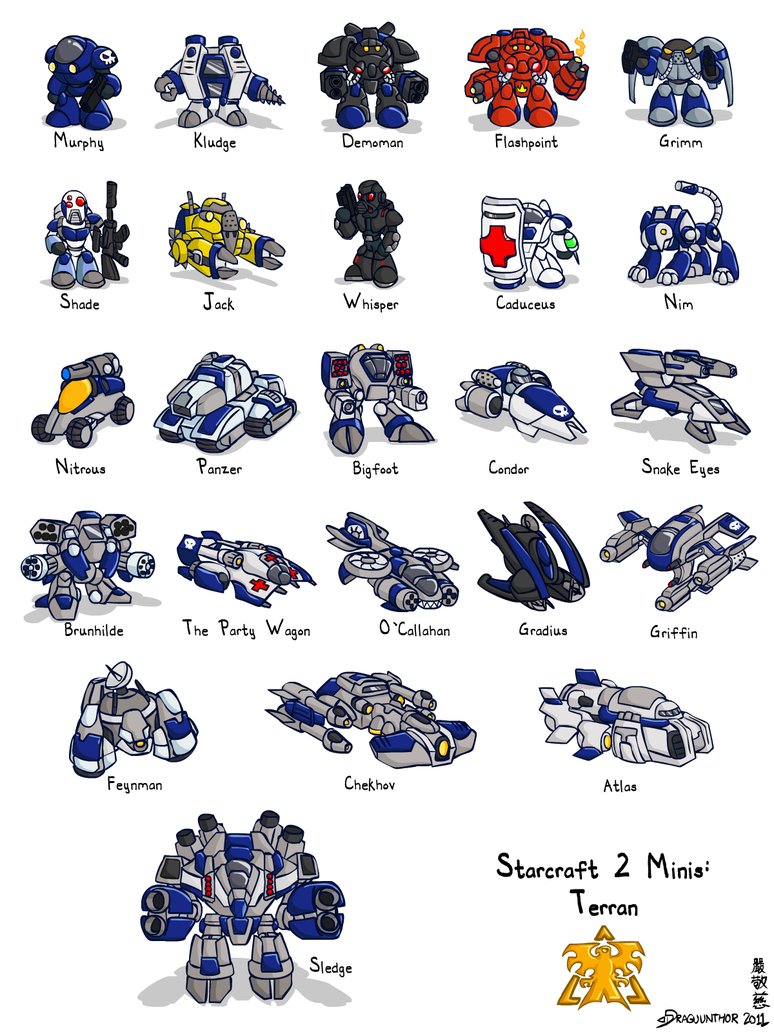 Murphy
Kludge
Demoman
Flashpoint
Grimm
Shade
Jack
Whisper
Caduceus
Nim
Nitrous
Panzer
Bigfoot
Condor
Snake Eyes
Brunhilde
The Party Wagon
O'Callahan
Gradius
Griffin
Feynman
Chekhov
Atlas
Sledge
Starcraft 2 Minis:
Terran
嚴敬慈
DRAGUUNTHOR 2011